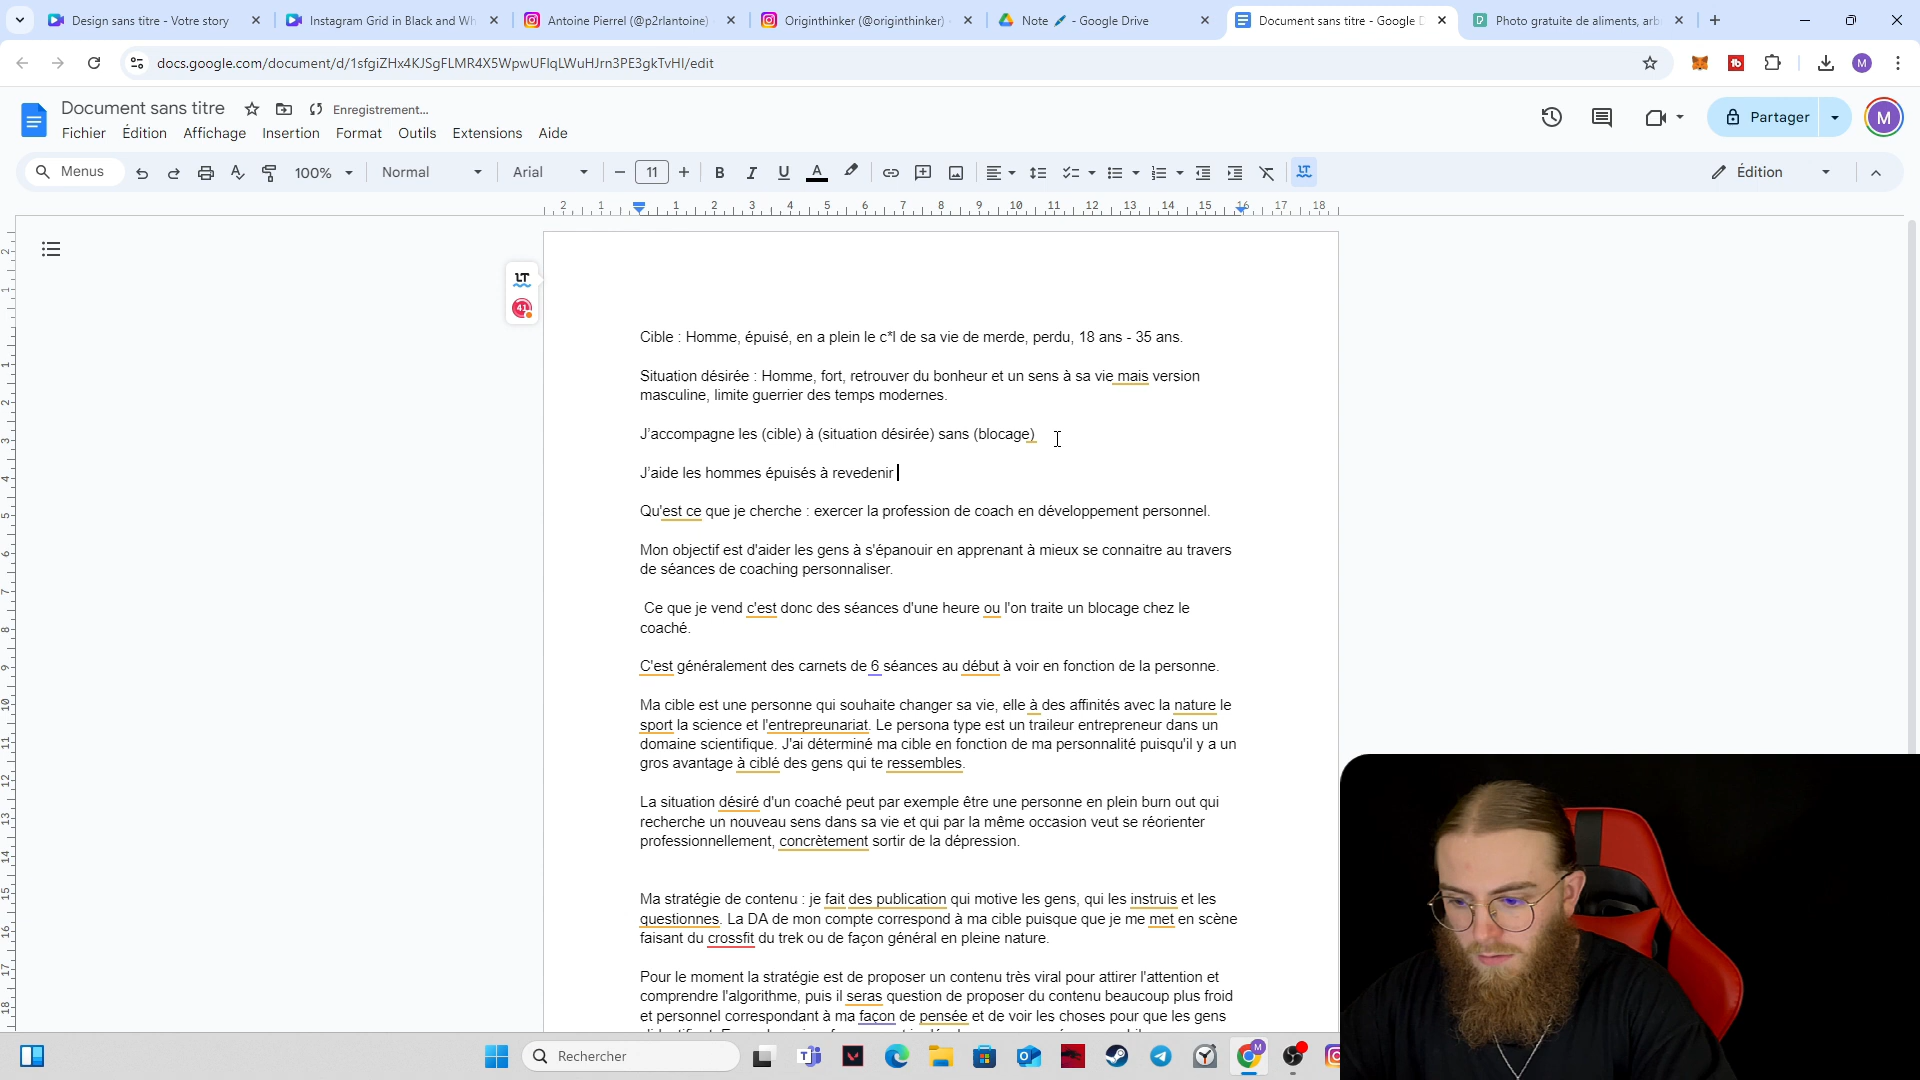 Design sans titre - Votre story
Instagram Grid in Black and Wh
Antoine Pierrel (@p2rlantoine)
Originthinker (@originthinker)
Note - Google Drive
Document sans titre - Google D
Photo gratuite de aliments, arb
docs.google.com/document/d/1sfgiZHx4KJSgFLMR4X5WpwUFlqLWuHJrn3PE3gkTvHI/edit
Document sans titre
Enregistrement...
Fichier Édition Affichage Insertion Format Outils Extensions Aide
Partager
M
Menus 100% Normal Arial 11 Édition
Cible : Homme, épuisé, en a plein le c*l de sa vie de merde, perdu, 18 ans - 35 ans.
Situation désirée : Homme, fort, retrouver du bonheur et un sens à sa vie mais version
masculine, limite guerrier des temps modernes.
J'accompagne les (cible) à (situation désirée) sans (blocage)
J'aide les hommes épuisés à revedenir
Qu'est ce que je cherche : exercer la profession de coach en développement personnel.
Mon objectif est d'aider les gens à s'épanouir en apprenant à mieux se connaitre au travers
de séances de coaching personnaliser.
Ce que je vend c'est donc des séances d'une heure ou l'on traite un blocage chez le
coaché.
C'est généralement des carnets de 6 séances au début à voir en fonction de la personne.
Ma cible est une personne qui souhaite changer sa vie, elle à des affinités avec la nature le
sport la science et l'entrepreunariat. Le persona type est un traileur entrepreneur dans un
domaine scientifique. J'ai déterminé ma cible en fonction de ma personnalité puisqu'il y a un
gros avantage à ciblé des gens qui te ressembles.
La situation désiré d'un coaché peut par exemple être une personne en plein burn out qui
recherche un nouveau sens dans sa vie et qui par la même occasion veut se réorienter
professionnellement, concrètement sortir de la dépression.
Ma stratégie de contenu : je fait des publication qui motive les gens, qui les instruis et les
questionnes. La DA de mon compte correspond à ma cible puisque que je me met en scène
faisant du crossfit du trek ou de façon général en pleine nature.
Pour le moment la stratégie est de proposer un contenu très viral pour attirer l'attention et
comprendre l'algorithme, puis il seras question de proposer du contenu beaucoup plus froid
et personnel correspondant à ma façon de pensée et de voir les choses pour que les gens
Rechercher